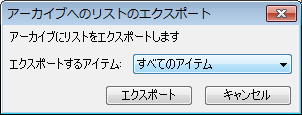 アーカイブへのリストのエクスポート
アーカイブにリストをエクスポートします
エクスポートするアイテム: すべてのアイテム
エクスポート キャンセル